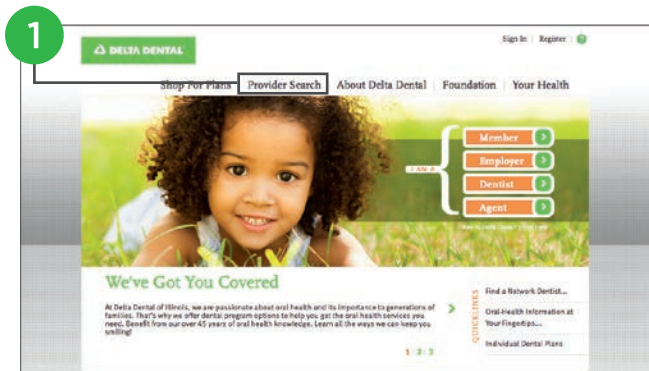 1
DELTA DENTAL
Sign In Register
Shop For Plans Provider Search About Delta Dental Foundation Your Health
I AM A
Member
Employer
Dentist
Agent
We've Got You Covered
At Delta Dental of Illinois, we are passionate about oral health and its importance to generations of
families. That's why we offer dental program options to help you get the oral health services you
need. Benefit from our over 45 years of oral health knowledge. Learn all the ways we can keep you
smiling!
1 2 3
QUICKLINKS
Find a Network Dentist...
Oral-Health Information at
Your Fingertips...
Individual Dental Plans